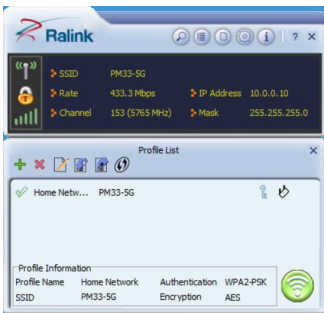 Ralink
? ×
SSID PM33-5G
Rate 433.3 Mbps IP Address 10.0.0.10
Channel 153 (5765 MHz) Mask 255.255.255.0
Profile List ×
Home Netw... PM33-5G
Profile Information
Profile Name Home Network Authentication WPA2-PSK
SSID PM33-5G Encryption AES